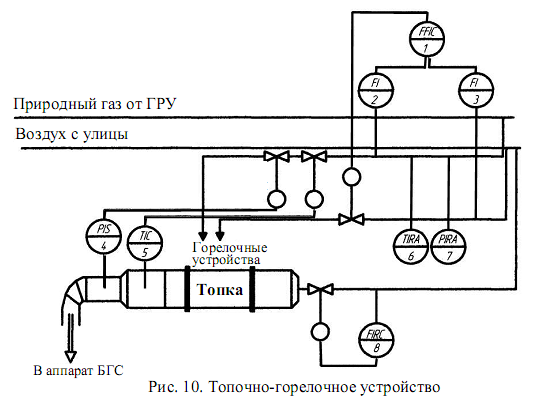 FFIC
1
FI
2
FI
3
Природный газ от ГРУ
Воздух с улицы
PIS
4
TIC
5
Горелочные
устройства
TIRA
6
PIRA
7
Топка
FIRC
8
В аппарат БГС
Рис. 10. Топочно-горелочное устройство